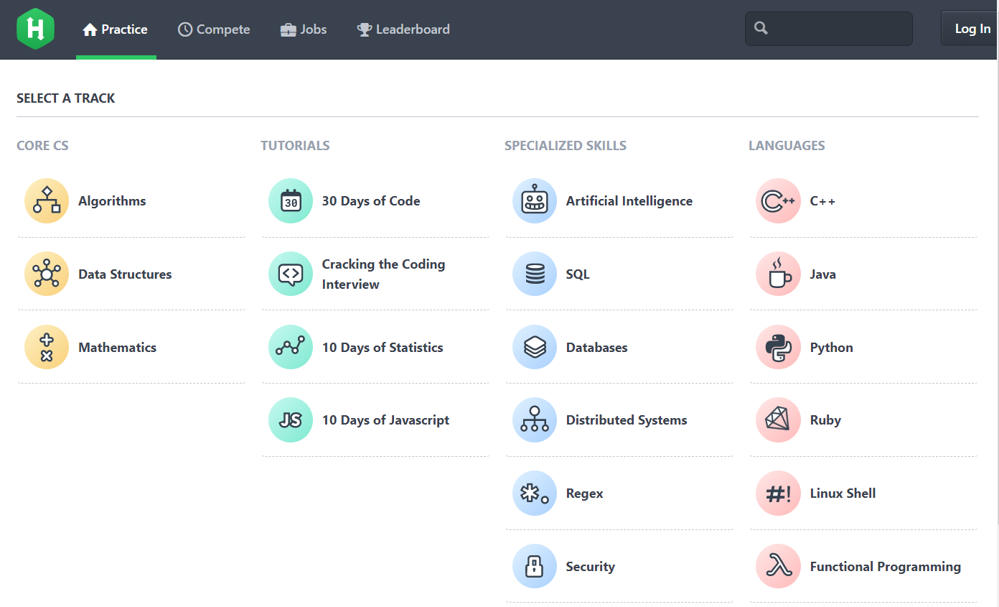 H
Practice
Compete
Jobs
Leaderboard
Log In
SELECT A TRACK
CORE CS
Algorithms
Data Structures
Mathematics
TUTORIALS
30
30 Days of Code
Cracking the Coding
Interview
10 Days of Statistics
JS
10 Days of Javascript
SPECIALIZED SKILLS
Artificial Intelligence
SQL
Databases
Distributed Systems
Regex
Security
LANGUAGES
C++
C++
Java
Python
Ruby
#!
Linux Shell
λ
Functional Programming